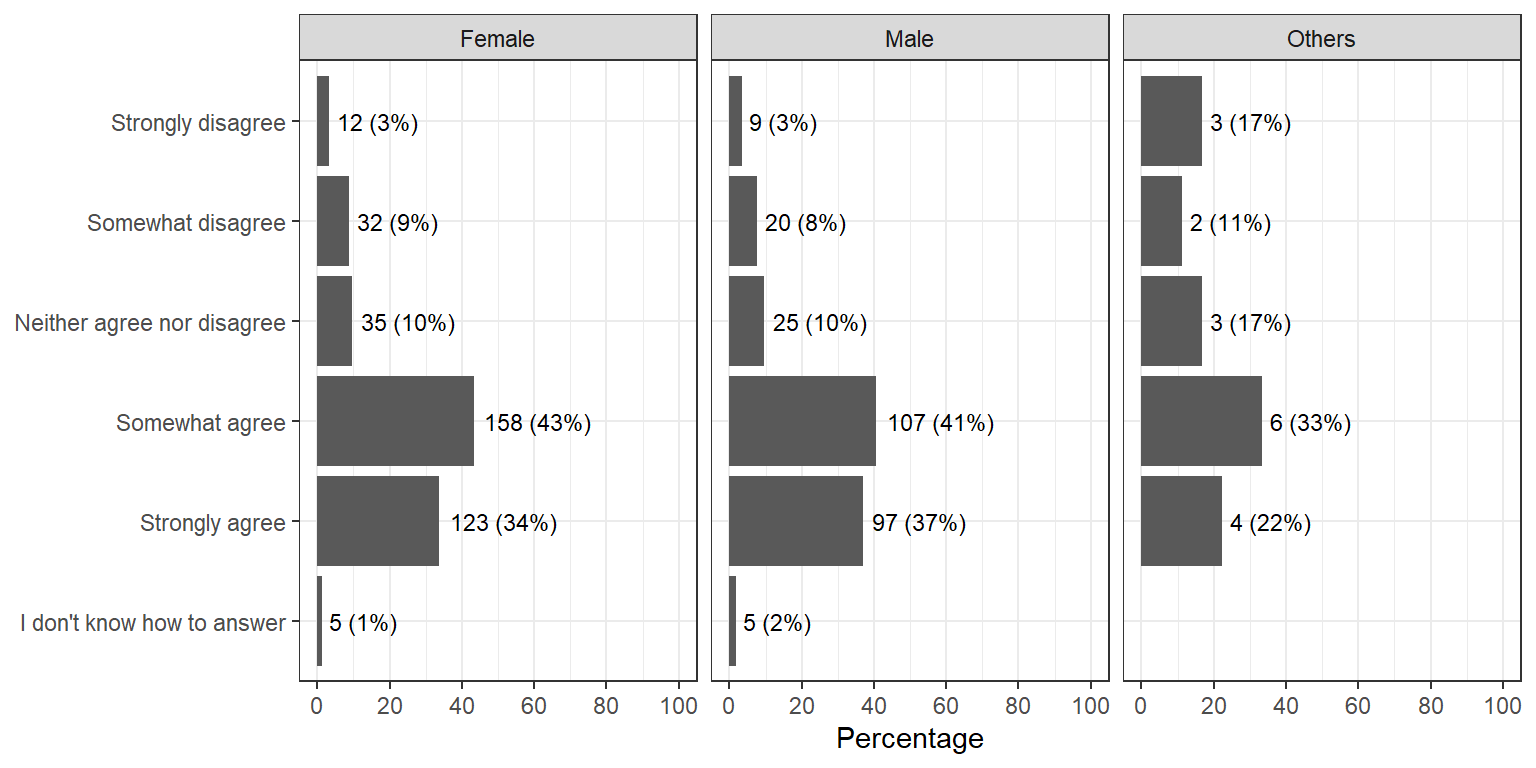 Female Male Others
Strongly disagree 12 (3%) 9 (3%) 3 (17%)
Somewhat disagree 32 (9%) 20 (8%) 2 (11%)
Neither agree nor disagree 35 (10%) 25 (10%) 3 (17%)
Somewhat agree 158 (43%) 107 (41%) 6 (33%)
Strongly agree 123 (34%) 97 (37%) 4 (22%)
I don't know how to answer 5 (1%) 5 (2%)
0 20 40 60 80 100 0 20 40 60 80 100 0 20 40 60 80 100
Percentage